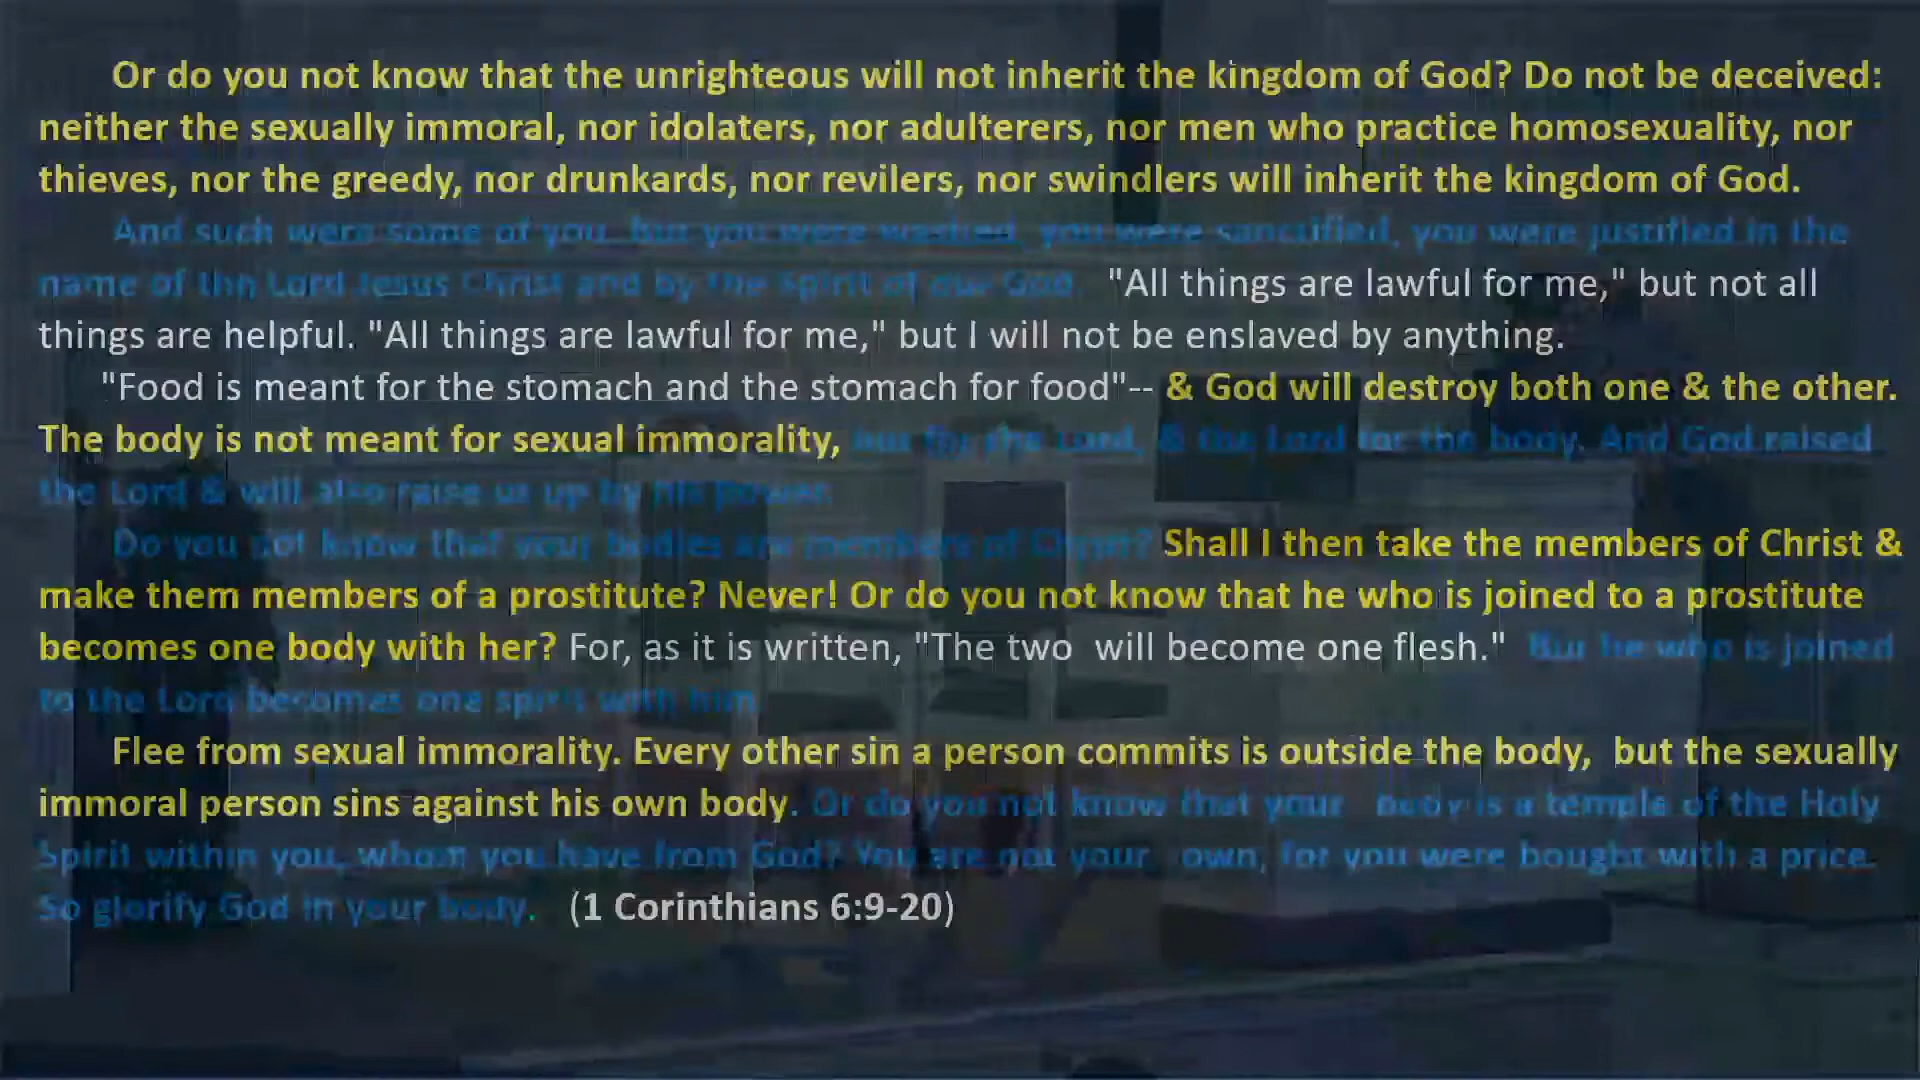 Or do you not know that the unrighteous will not inherit the kingdom of God? Do not be deceived:
neither the sexually immoral, nor idolaters, nor adulterers, nor men who practice homosexuality, nor
thieves, nor the greedy, nor drunkards, nor revilers, nor swindlers will inherit the kingdom of God.
And such were some of you. But you were washed, you were sanctified, you were justified in the
name of the Lord Jesus Christ and by the Spirit of our God. "All things are lawful for me," but not all
things are helpful. "All things are lawful for me," but I will not be enslaved by anything.
"Food is meant for the stomach and the stomach for food"-- & God will destroy both one & the other.
The body is not meant for sexual immorality, but for the Lord, & the Lord for the body. And God raised
the Lord & will also raise us up by his power.
Do you not know that your bodies are members of Christ? Shall I then take the members of Christ &
make them members of a prostitute? Never! Or do you not know that he who is joined to a prostitute
becomes one body with her? For, as it is written, "The two will become one flesh." But he who is joined
to the Lord becomes one spirit with him.
Flee from sexual immorality. Every other sin a person commits is outside the body, but the sexually
immoral person sins against his own body. Or do you not know that your body is a temple of the Holy
Spirit within you, whom you have from God? You are not your own, for you were bought with a price.
So glorify God in your body. (1 Corinthians 6:9-20)